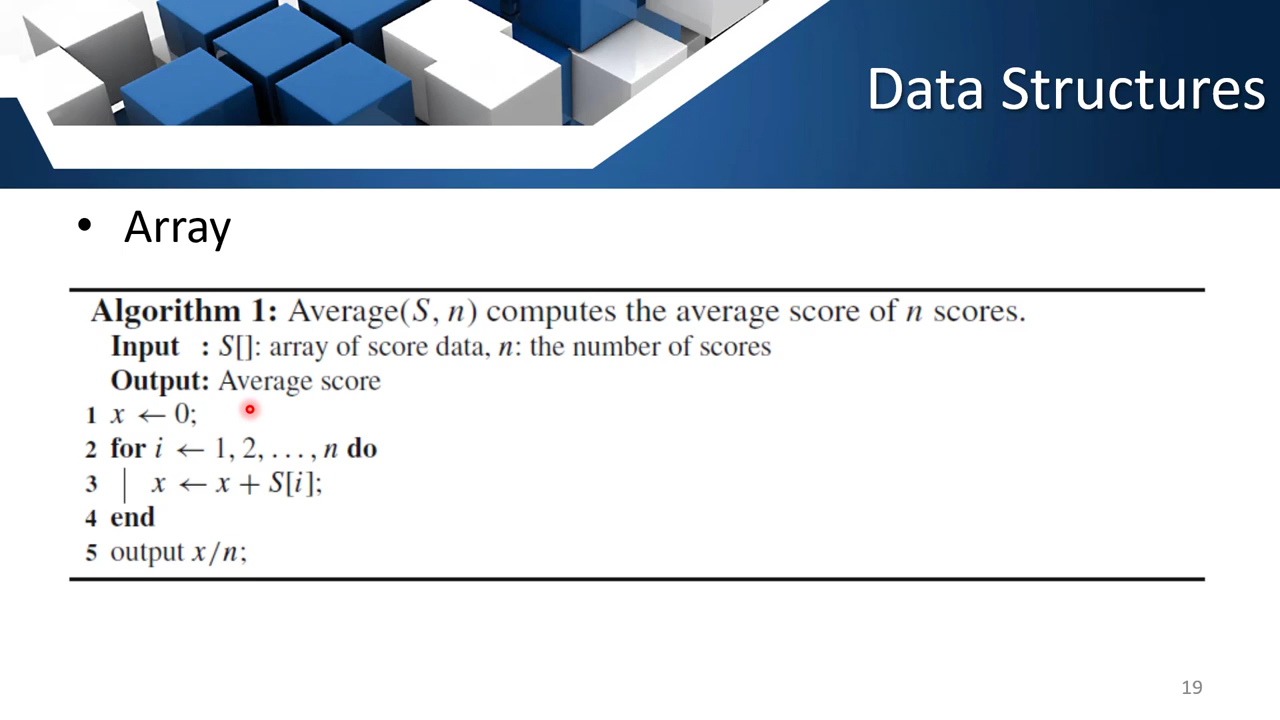 Data Structures
• Array
Algorithm 1: Average(S, n) computes the average score of n scores.
Input : S[]: array of score data, n: the number of scores
Output: Average score
1 x ← 0;
2 for i ← 1, 2, . . . , n do
3 | x ← x + S[i];
4 end
5 output x/n;
19